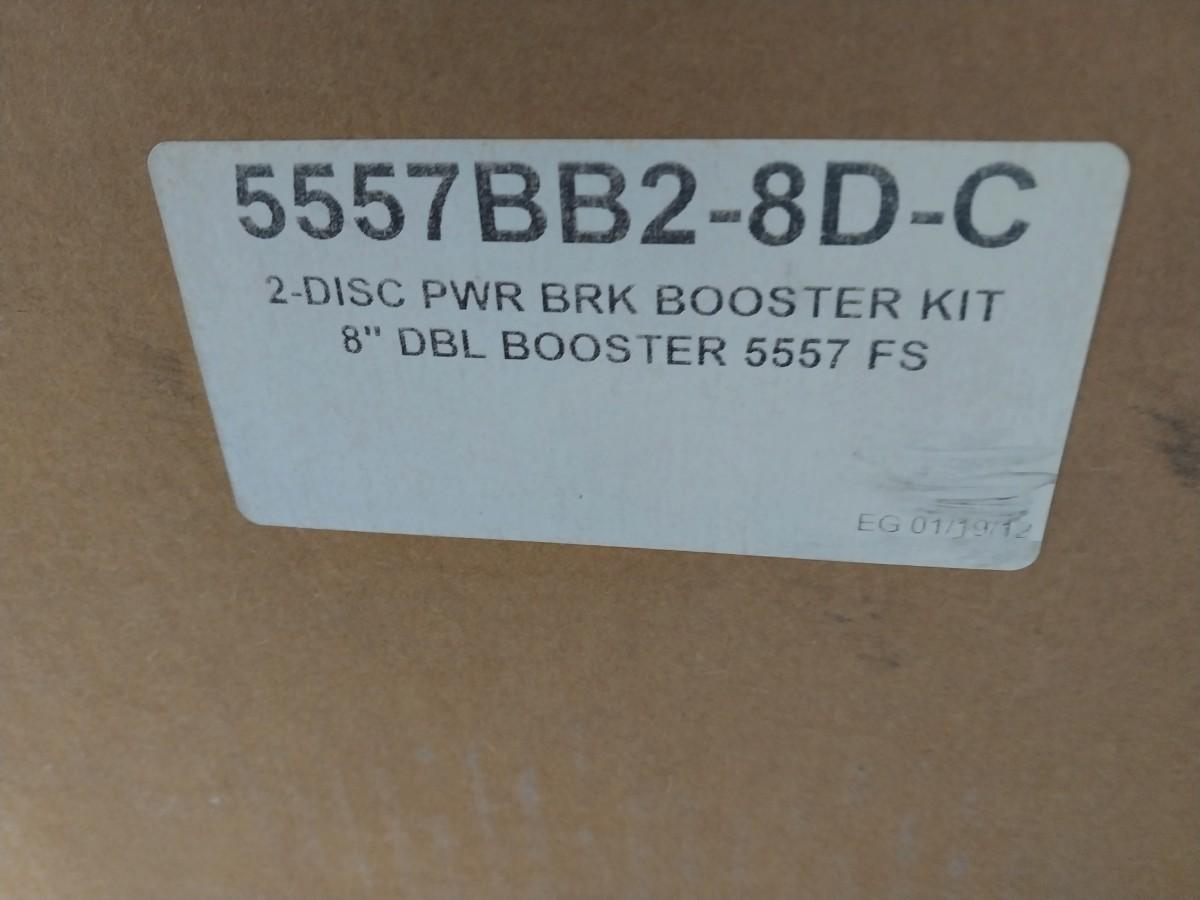 5557BB2-8D-C
2-DISC PWR BRK BOOSTER KIT
8" DBL BOOSTER 5557 FS
EG 01/19/12